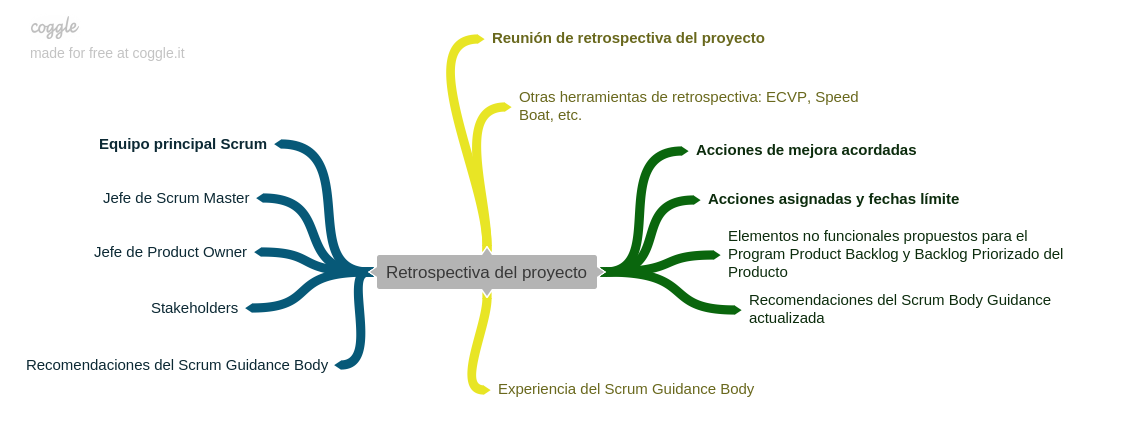 coggle
made for free at coggle.it
Reunión de retrospectiva del proyecto
Otras herramientas de retrospectiva: ECVP, Speed
Boat, etc.
Equipo principal Scrum
Jefe de Scrum Master
Jefe de Product Owner
Stakeholders
Recomendaciones del Scrum Guidance Body
Retrospectiva del proyecto
Acciones de mejora acordadas
Acciones asignadas y fechas límite
Elementos no funcionales propuestos para el
Program Product Backlog y Backlog Priorizado del
Producto
Recomendaciones del Scrum Body Guidance
actualizada
Experiencia del Scrum Guidance Body